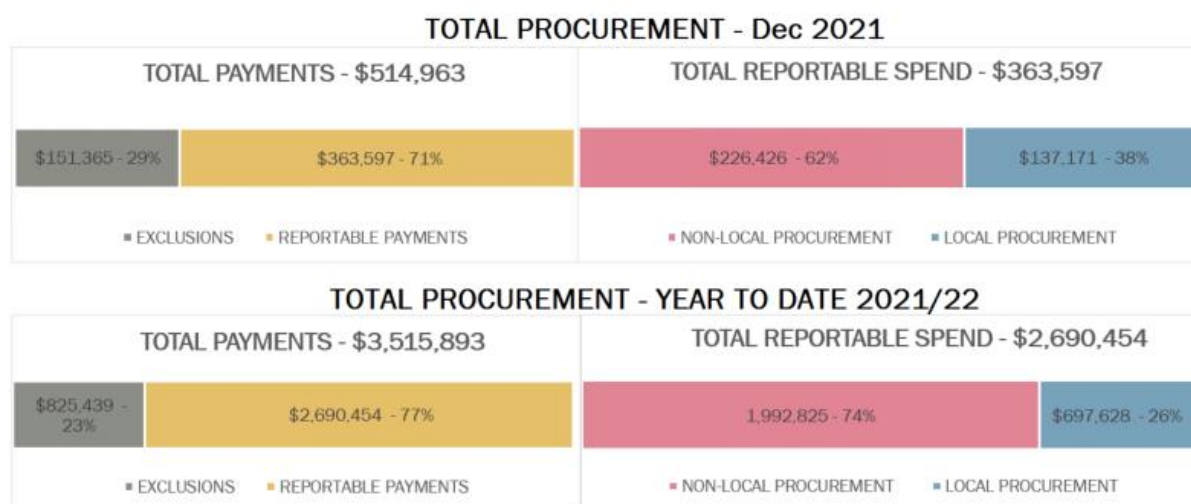 TOTAL PROCUREMENT - Dec 2021
TOTAL PAYMENTS - $514,963
TOTAL REPORTABLE SPEND - $363,597
$151,365 - 29%
$363,597 - 71%
$226,426 - 62%
$137,171 - 38%
EXCLUSIONS
REPORTABLE PAYMENTS
NON-LOCAL PROCUREMENT
LOCAL PROCUREMENT
TOTAL PROCUREMENT - YEAR TO DATE 2021/22
TOTAL PAYMENTS - $3,515,893
TOTAL REPORTABLE SPEND - $2,690,454
$825,439 -
23%
$2,690,454 - 77%
1,992,825 - 74%
$697,628 - 26%
EXCLUSIONS
REPORTABLE PAYMENTS
NON-LOCAL PROCUREMENT
LOCAL PROCUREMENT